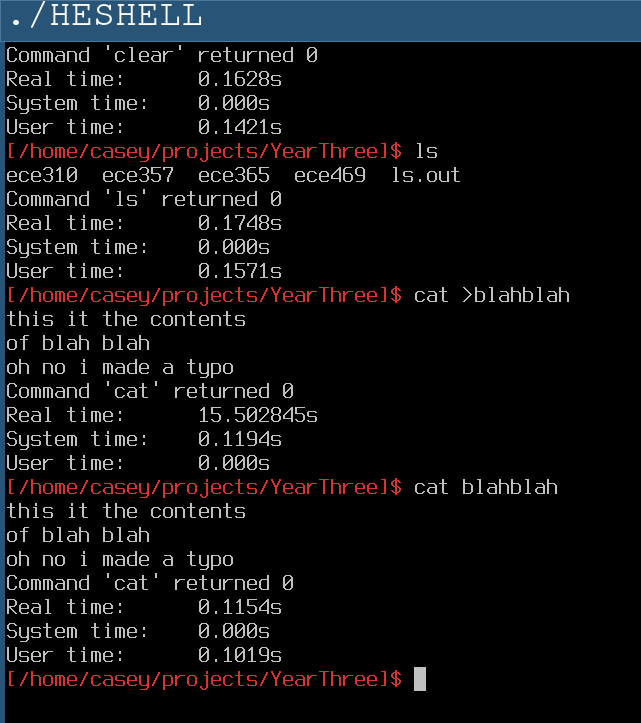 ./HESHELL
Command 'clear' returned 0
Real time:      0.1628s
System time:    0.000s
User time:      0.1421s
[/home/casey/projects/YearThree]$ ls
ece310  ece357  ece365  ece469  ls.out
Command 'ls' returned 0
Real time:      0.1748s
System time:    0.000s
User time:      0.1571s
[/home/casey/projects/YearThree]$ cat >blahblah
this it the contents
of blah blah
oh no i made a typo
Command 'cat' returned 0
Real time:      15.502845s
System time:    0.1194s
User time:      0.000s
[/home/casey/projects/YearThree]$ cat blahblah
this it the contents
of blah blah
oh no i made a typo
Command 'cat' returned 0
Real time:      0.1154s
System time:    0.000s
User time:      0.1019s
[/home/casey/projects/YearThree]$